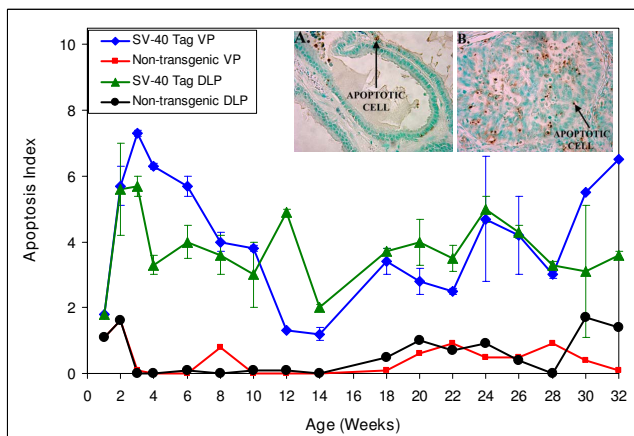 SV-40 Tag VP
Non-transgenic VP
SV-40 Tag DLP
Non-transgenic DLP
A.
APOPTOTIC
CELL
B.
APOPTOTIC
CELL
Apoptosis Index
10
8
6
4
2
0
0 2 4 6 8 10 12 14 16 18 20 22 24 26 28 30 32
Age (Weeks)